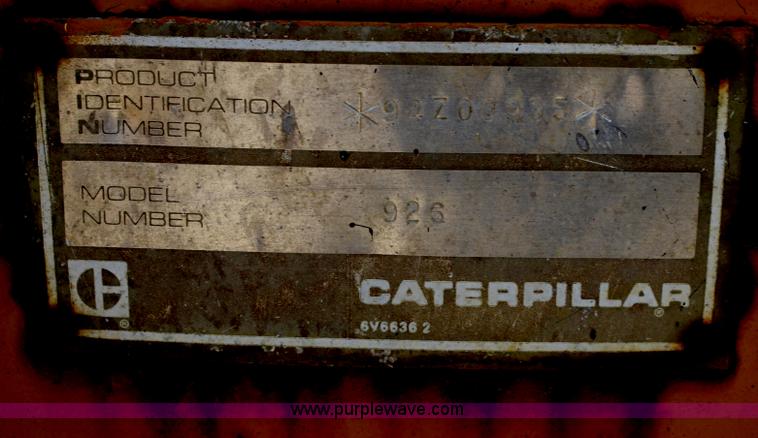 PRODUCT
IDENTIFICATION
NUMBER
MODEL
NUMBER 926
CATERPILLAR
®
®
6V6636 2
www.purplewave.com